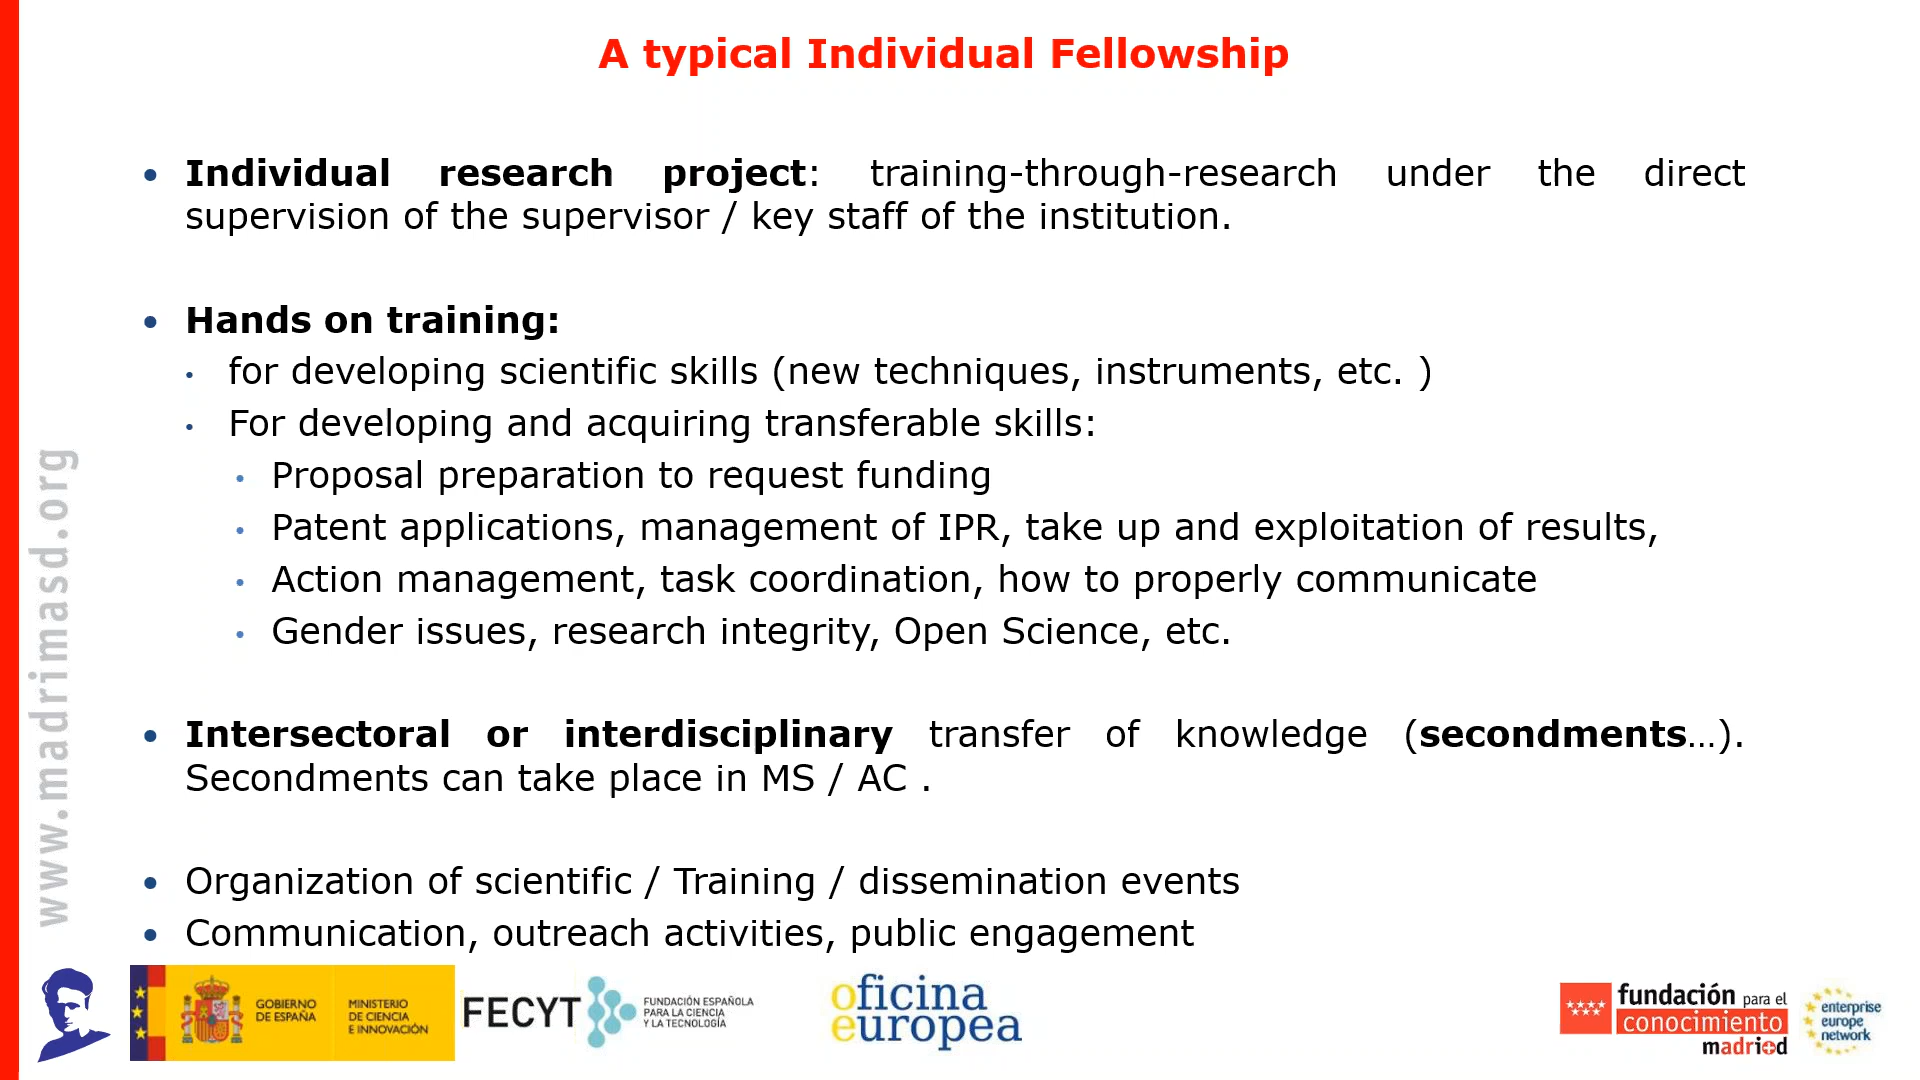 A typical Individual Fellowship
• Individual research project: training-through-research under the direct
supervision of the supervisor / key staff of the institution.
• Hands on training:
• for developing scientific skills (new techniques, instruments, etc. )
• For developing and acquiring transferable skills:
• Proposal preparation to request funding
• Patent applications, management of IPR, take up and exploitation of results,
• Action management, task coordination, how to properly communicate
• Gender issues, research integrity, Open Science, etc.
• Intersectoral or interdisciplinary transfer of knowledge (secondments…).
Secondments can take place in MS / AC .
• Organization of scientific / Training / dissemination events
• Communication, outreach activities, public engagement
www.madrimasd.org
GOBIERNO
DE ESPAÑA
MINISTERIO
DE CIENCIA
E INNOVACIÓN
FECYT
FUNDACIÓN ESPAÑOLA
PARA LA CIENCIA
Y LA TECNOLOGÍA
oficina
europea
fundación para el
conocimiento
madri+d
enterprise
europe
network